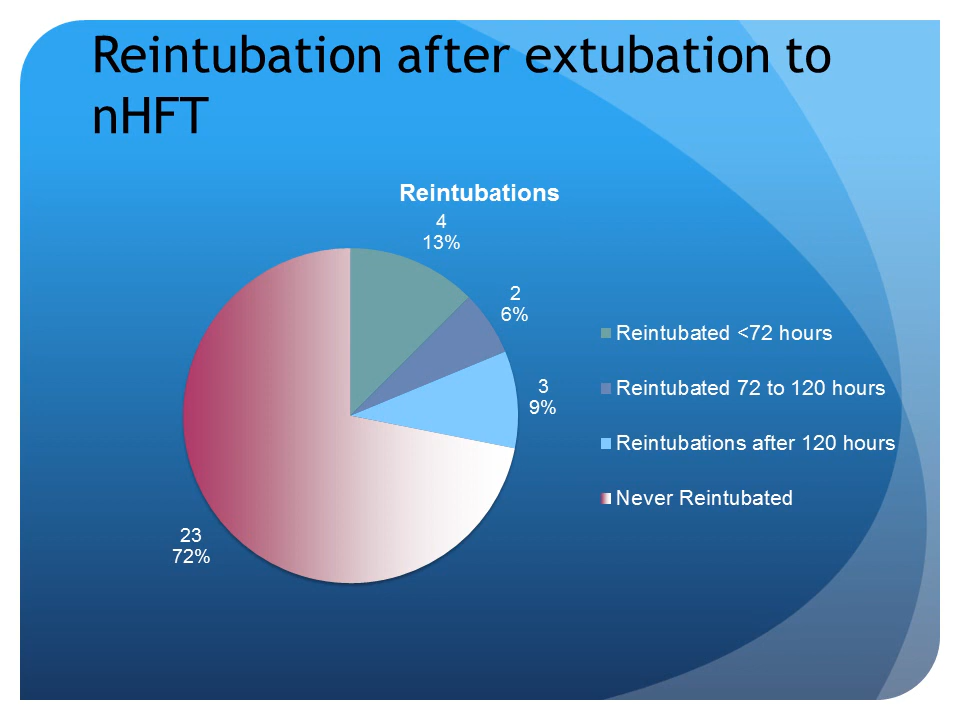 Reintubation after extubation to
nHFT
Reintubations
4
13%
2
6%
3
9%
23
72%
Reintubated <72 hours
Reintubated 72 to 120 hours
Reintubations after 120 hours
Never Reintubated